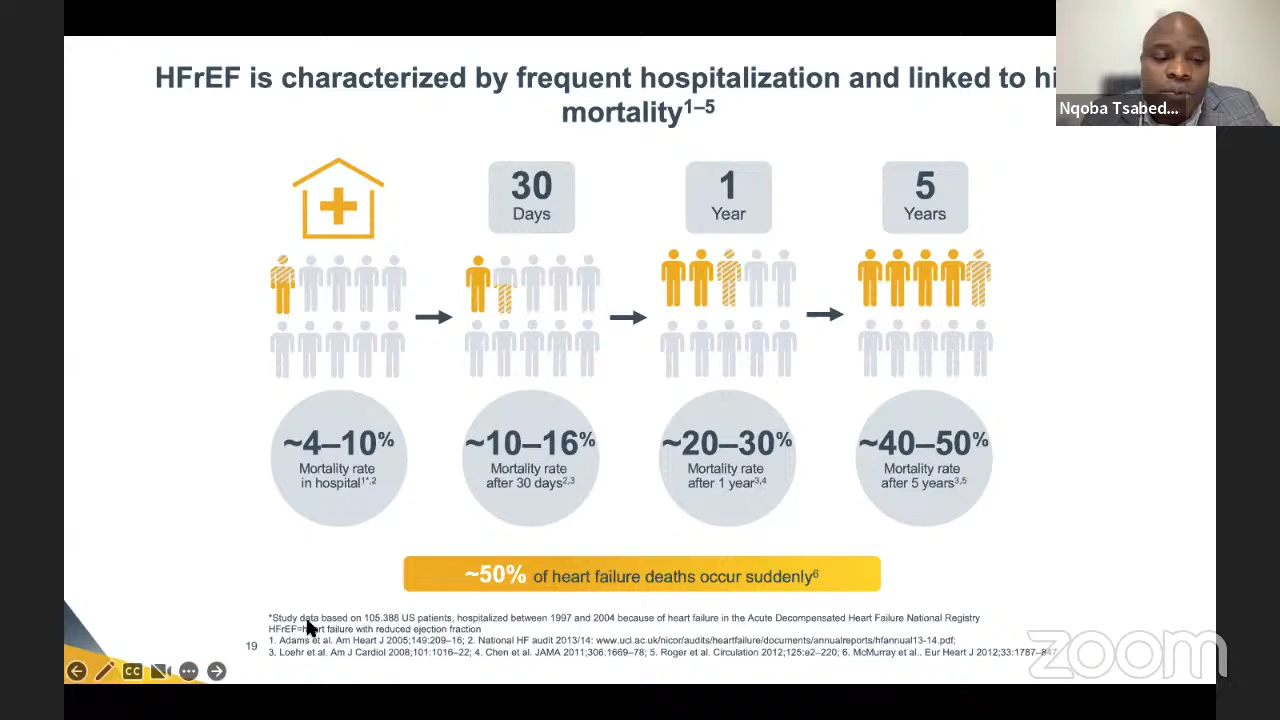 HFrEF is characterized by frequent hospitalization and linked to hi
mortality1–5
Nqoba Tsabed...
30
Days
1
Year
5
Years
~4–10%
Mortality rate
in hospital1*,2
~10–16%
Mortality rate
after 30 days2,3
~20–30%
Mortality rate
after 1 year3,4
~40–50%
Mortality rate
after 5 years3,5
~50% of heart failure deaths occur suddenly6
*Study data based on 105.388 US patients, hospitalized between 1997 and 2004 because of heart failure in the Acute Decompensated Heart Failure National Registry
HFrEF=heart failure with reduced ejection fraction
1. Adams et al. Am Heart J 2005;149:209–16; 2. National HF audit 2013/14: www.ucl.ac.uk/nicor/audits/heartfailure/documents/annualreports/hfannual13-14.pdf;
3. Loehr et al. Am J Cardiol 2008;101:1016–22; 4. Chen et al. JAMA 2011;306:1669–78; 5. Roger et al. Circulation 2012;125:e2–220; 6. McMurray et al.. Eur Heart J 2012;33:1787–847
19
CC
zoom